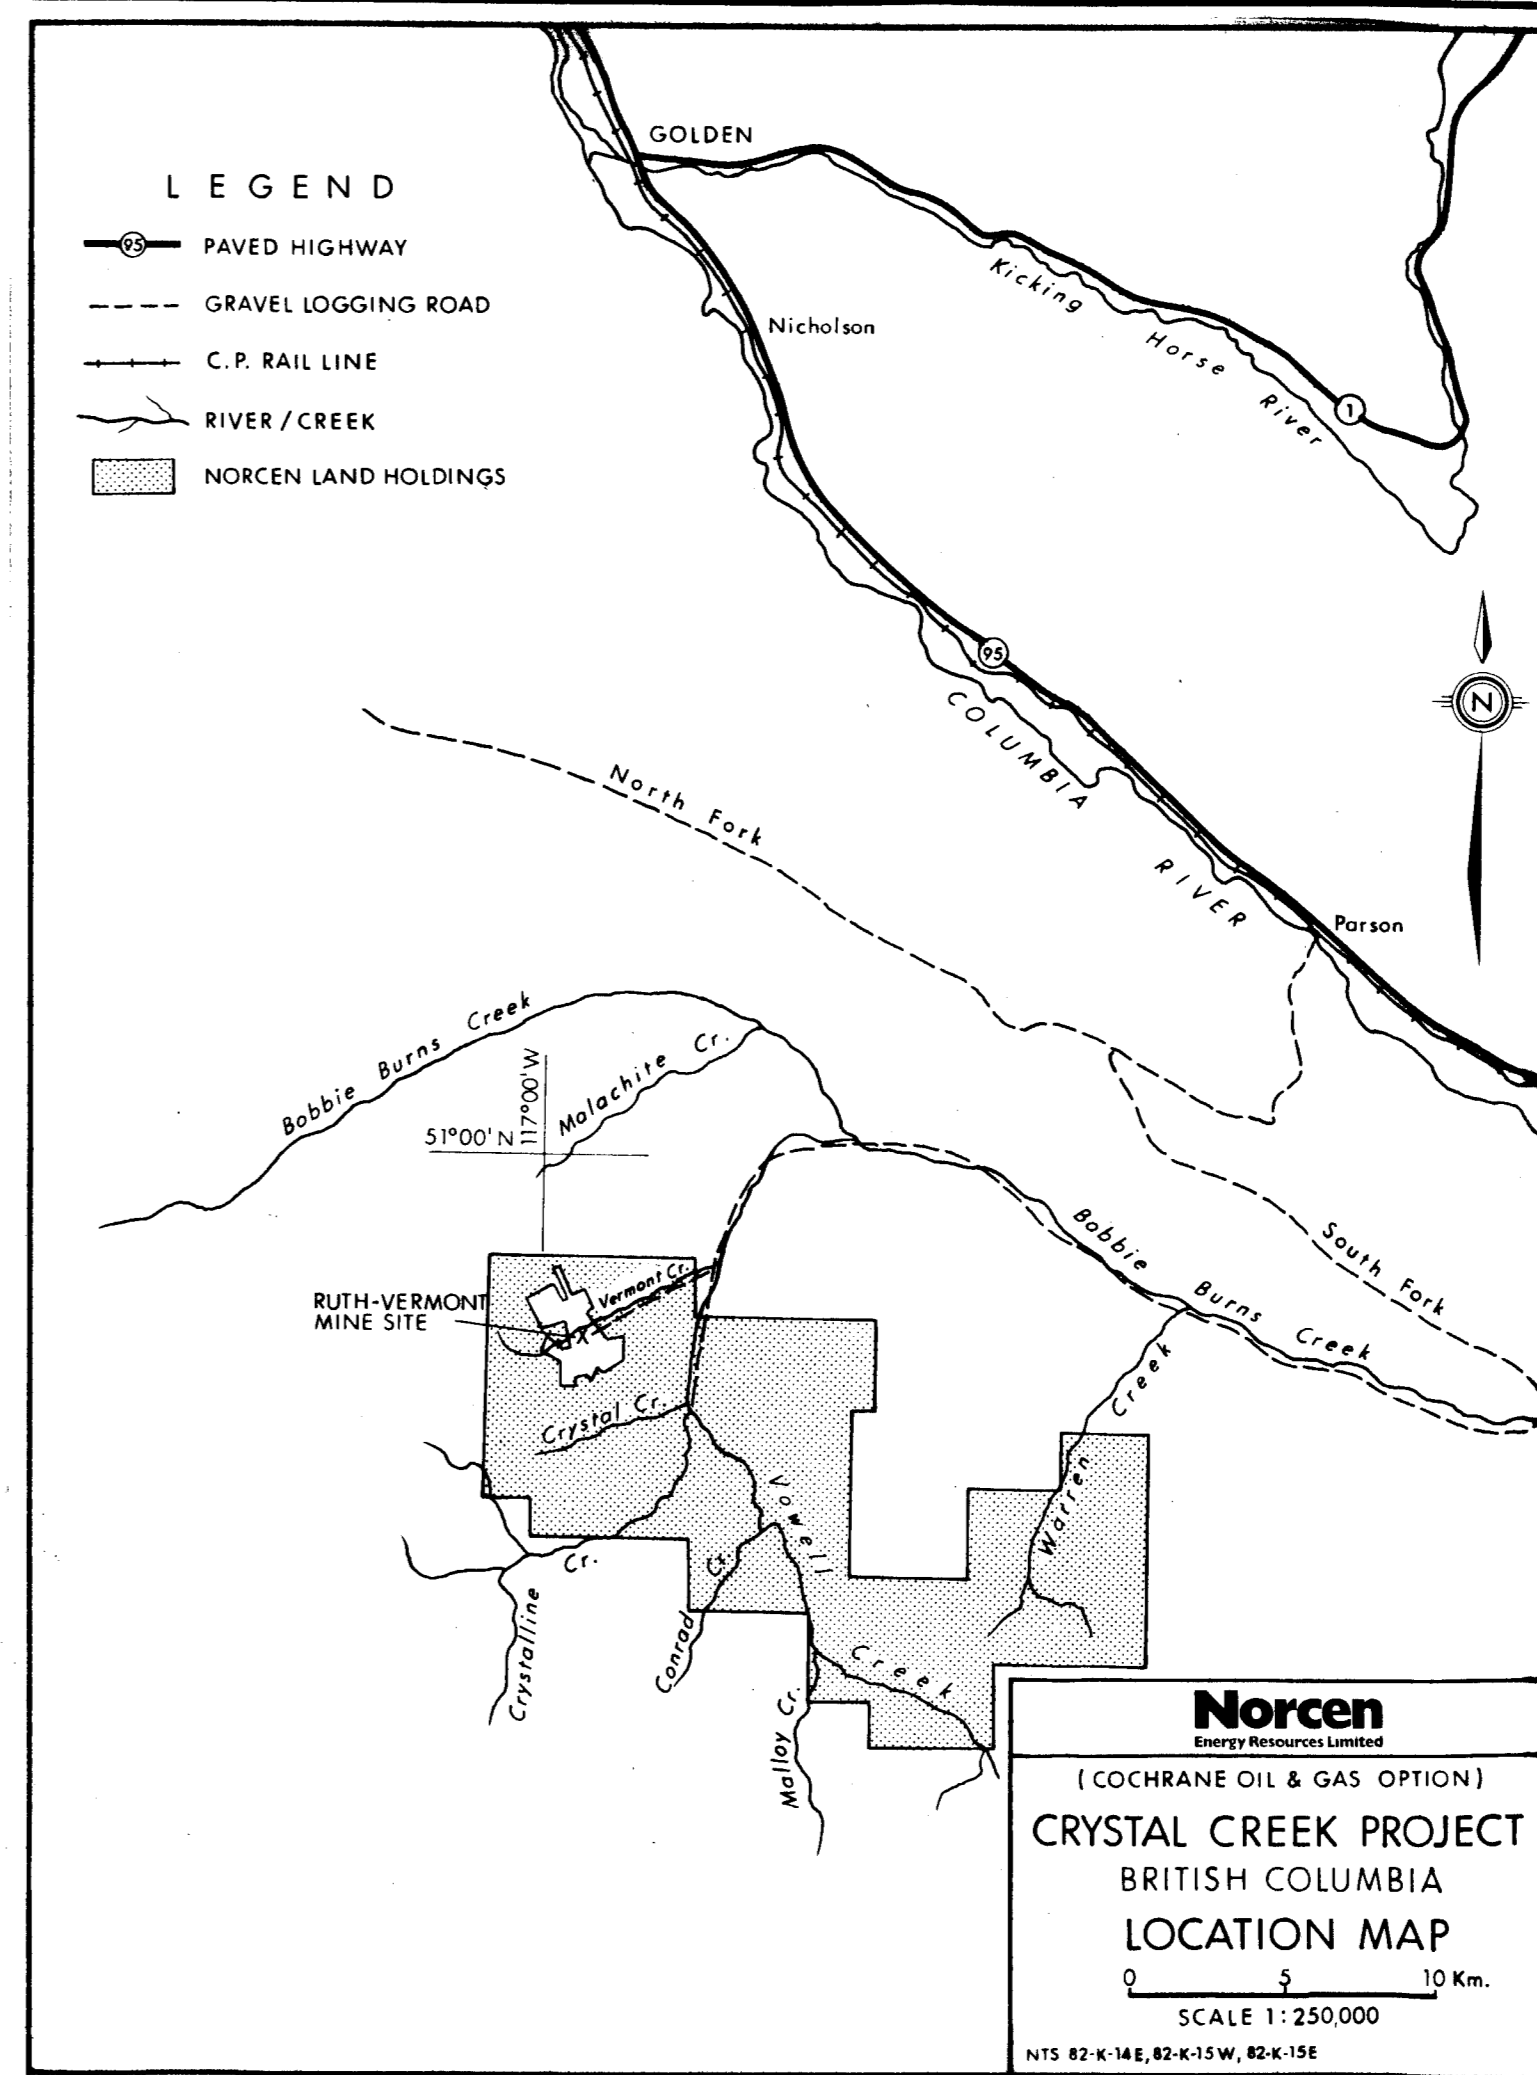 GOLDEN
LEGEND
95 PAVED HIGHWAY
GRAVEL LOGGING ROAD
C.P. RAIL LINE
RIVER/CREEK
NORCEN LAND HOLDINGS
Kicking Horse River
1
Nicholson
95
N
COLUMBIA RIVER
North Fork
Parson
Bobbie Burns Creek
Malachite Cr.
117°00'W
51°00'N
Bobbie Burns Creek
South Fork
Vermont Cr.
RUTH-VERMONT
MINE SITE
X
Crystal Cr.
Warren Creek
Vowell Creek
Crystalline Cr.
Conrad Cr.
Malloy Cr.
Norcen
Energy Resources Limited
(COCHRANE OIL & GAS OPTION)
CRYSTAL CREEK PROJECT
BRITISH COLUMBIA
LOCATION MAP
0 5 10 Km.
SCALE 1:250,000
NTS 82-K-14E, 82-K-15W, 82-K-15E